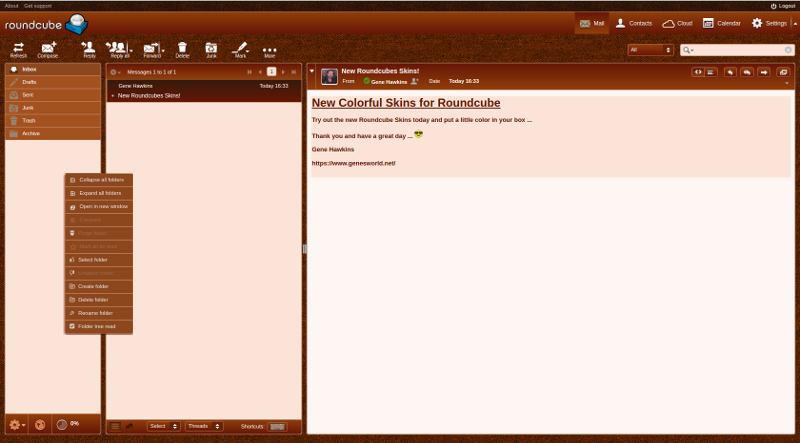 About Get support
Logout
roundcube
Mail Contacts Cloud Calendar Settings
Refresh Compose Reply Reply all Forward Delete Junk Mark More
All
Inbox
Drafts
Sent
Junk
Trash
Archive
Messages 1 to 1 of 1
1
Gene Hawkins Today 16:33
New Roundcubes Skins!
New Roundcubes Skins!
From Gene Hawkins Date Today 16:33
New Colorful Skins for Roundcube
Try out the new Roundcube Skins today and put a little color in your box ...
Thank you and have a great day ...
Gene Hawkins
https://www.genesworld.net/
Collapse all folders
Expand all folders
Open in new window
Select folder
Create folder
Delete folder
Rename folder
Folder tree read
0%
Select Threads Shortcuts: